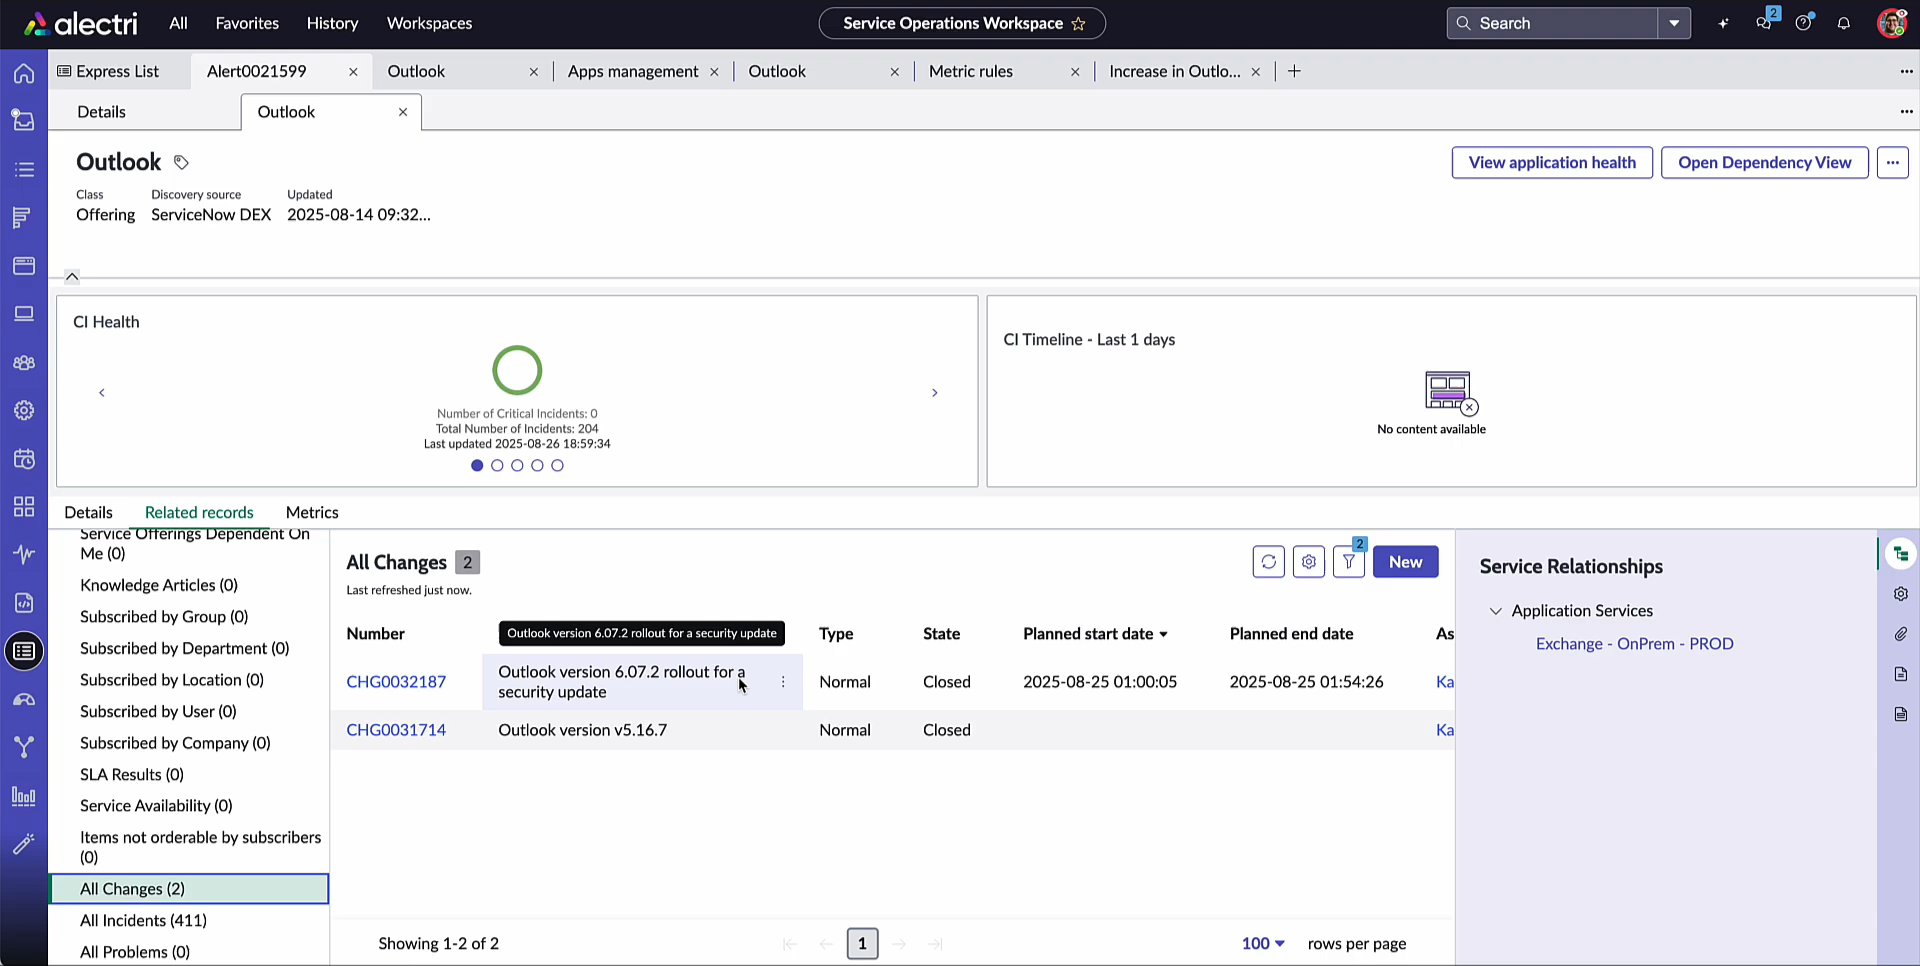 alectri
All
Favorites
History
Workspaces
Service Operations Workspace
Search
2
Express List
Alert0021599
Outlook
Apps management
Outlook
Metric rules
Increase in Outlo...
Details
Outlook
Outlook
View application health
Open Dependency View
Class
Offering
Discovery source
ServiceNow DEX
Updated
2025-08-14 09:32...
CI Health
Number of Critical Incidents: 0
Total Number of Incidents: 204
Last updated 2025-08-26 18:59:34
CI Timeline - Last 1 days
No content available
Details
Related records
Metrics
Service Offerings Dependent On
Me (0)
Knowledge Articles (0)
Subscribed by Group (0)
Subscribed by Department (0)
Subscribed by Location (0)
Subscribed by User (0)
Subscribed by Company (0)
SLA Results (0)
Service Availability (0)
Items not orderable by subscribers
(0)
All Changes (2)
All Incidents (411)
All Problems (0)
All Changes 2
Last refreshed just now.
2
New
Number
Outlook version 6.07.2 rollout for a security update
Type
State
Planned start date
Planned end date
As
CHG0032187
Outlook version 6.07.2 rollout for a
security update
Normal
Closed
2025-08-25 01:00:05
2025-08-25 01:54:26
Ka
CHG0031714
Outlook version v5.16.7
Normal
Closed
Ka
Showing 1-2 of 2
1
100
rows per page
Service Relationships
Application Services
Exchange - OnPrem - PROD